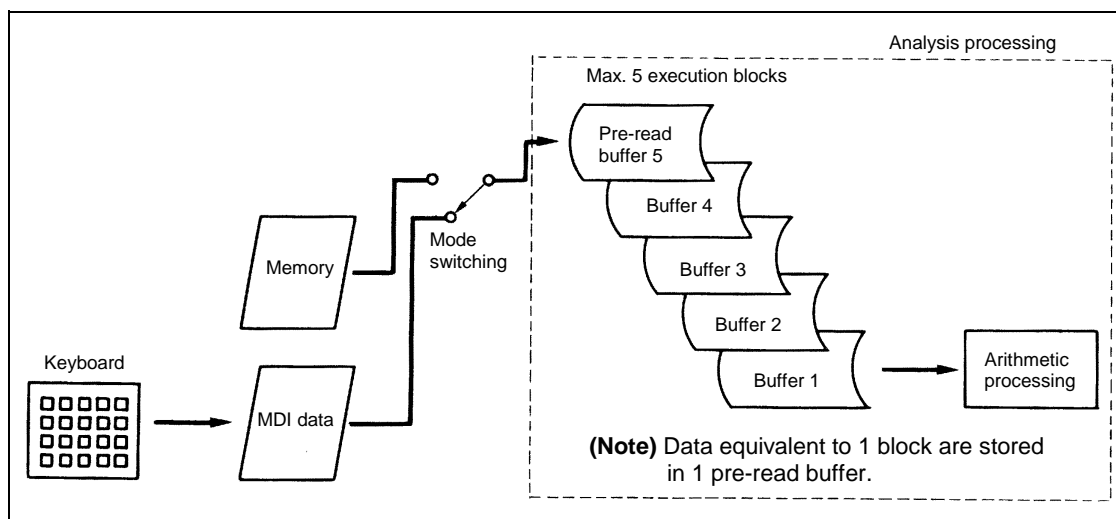 Analysis processing
Max. 5 execution blocks
Pre-read
buffer 5
Buffer 4
Mode
switching
Memory
Buffer 3
Buffer 2
Keyboard
Buffer 1
Arithmetic
processing
MDI data
(Note) Data equivalent to 1 block are stored
in 1 pre-read buffer.